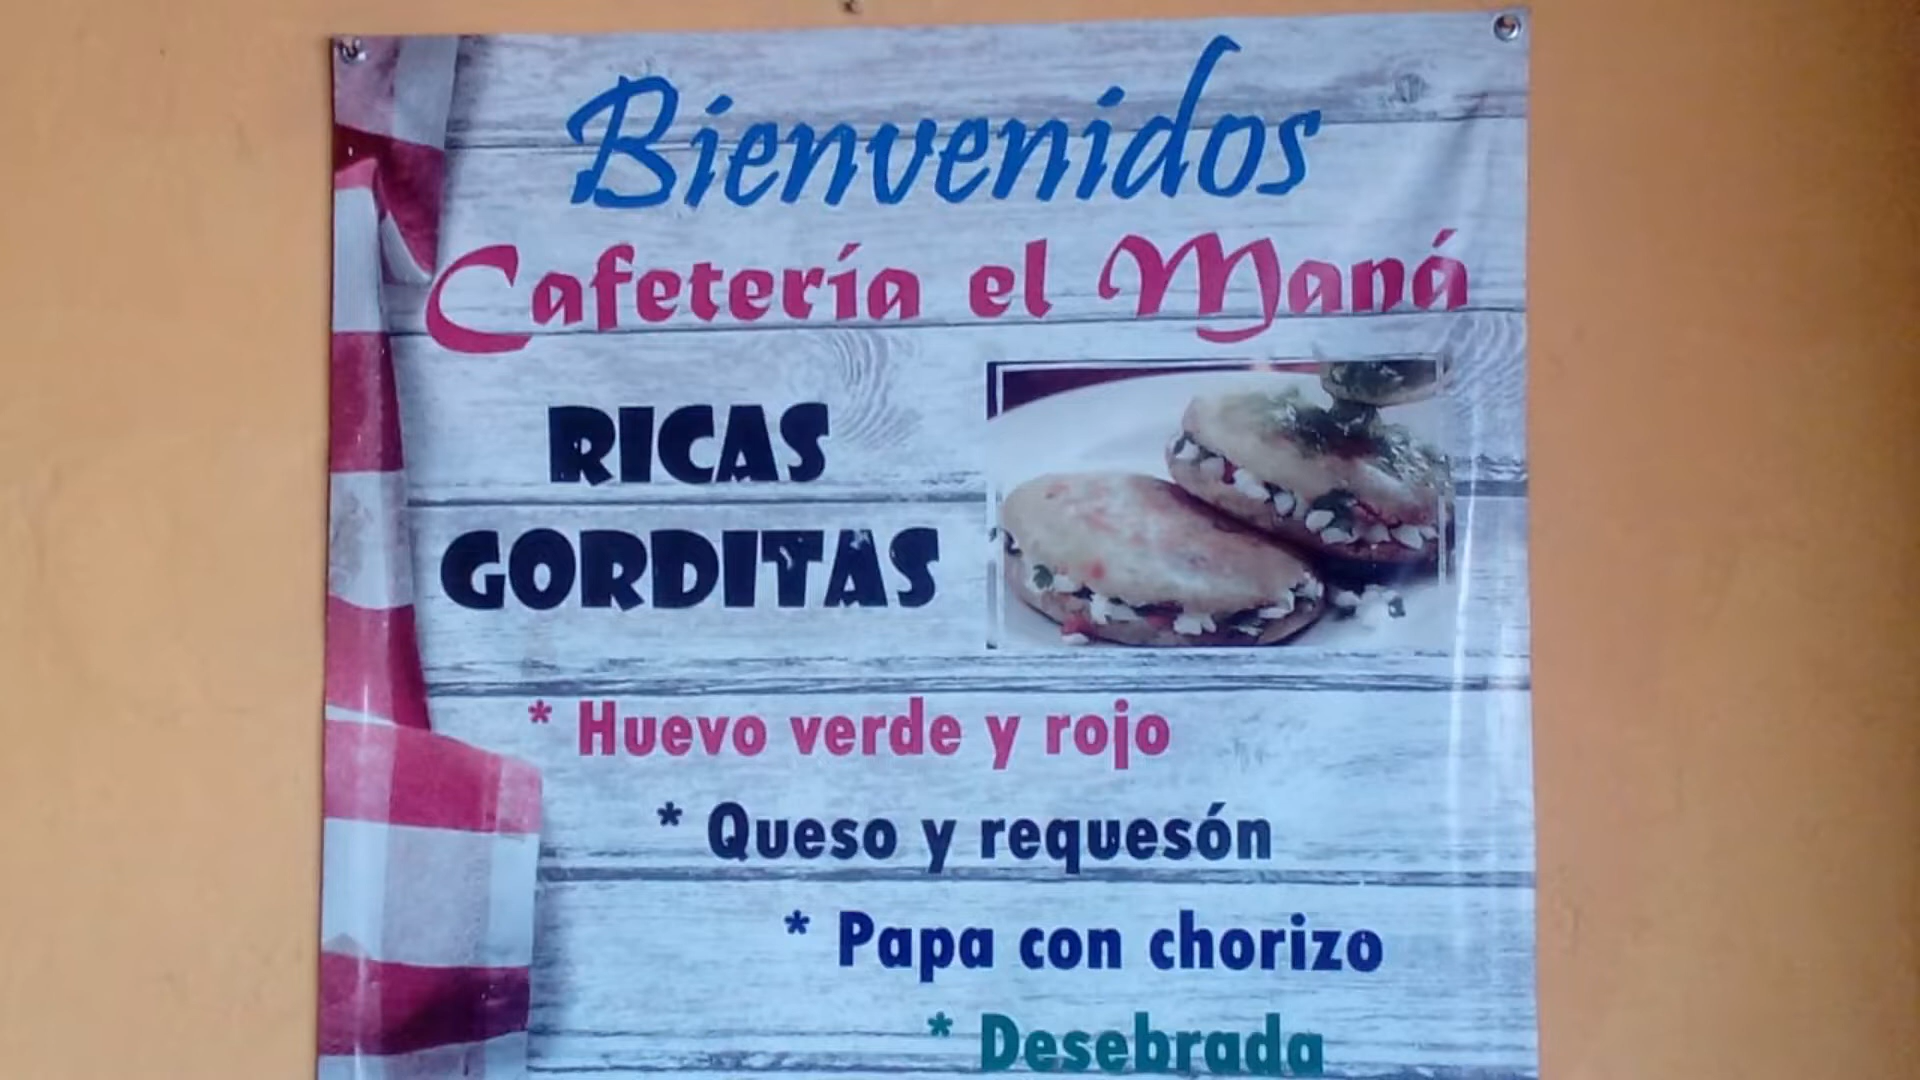 Bienvenidos
Cafetería el Maná
RICAS
GORDITAS
* Huevo verde y rojo
* Queso y requesón
* Papa con chorizo
* Desebrada